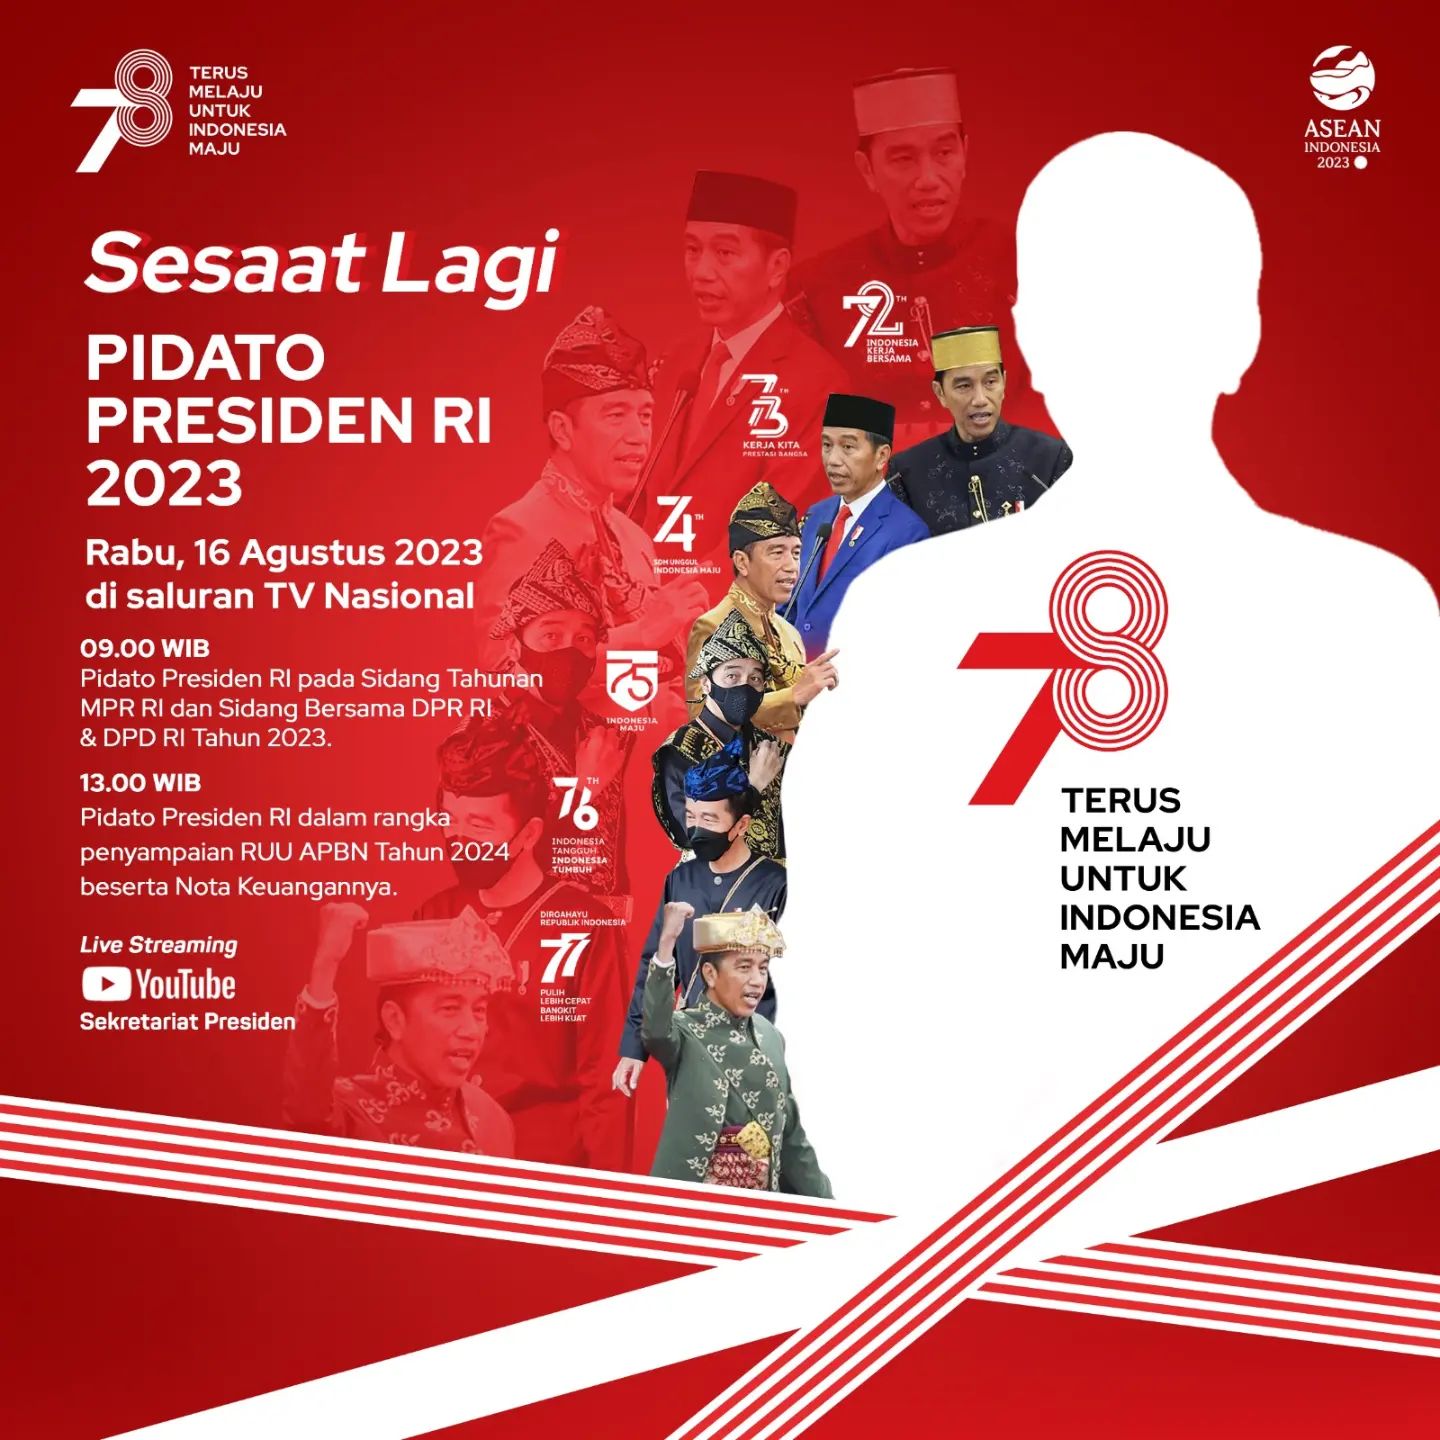 78
TERUS
MELAJU
UNTUK
INDONESIA
MAJU
ASEAN
INDONESIA
2023
Sesaat Lagi
PIDATO
PRESIDEN RI
2023
Rabu, 16 Agustus 2023
di saluran TV Nasional
09.00 WIB
Pidato Presiden RI pada Sidang Tahunan
MPR RI dan Sidang Bersama DPR RI
& DPD RI Tahun 2023.
13.00 WIB
Pidato Presiden RI dalam rangka
penyampaian RUU APBN Tahun 2024
beserta Nota Keuangannya.
Live Streaming
YouTube
Sekretariat Presiden
72TH
INDONESIA
KERJA
BERSAMA
73TH
KERJA KITA
PRESTASI BANGSA
74TH
SDM UNGGUL
INDONESIA MAJU
75
INDONESIA
MAJU
76TH
INDONESIA
TANGGUH
INDONESIA
TUMBUH
DIRGAHAYU
REPUBLIK INDONESIA
77
PULIH
LEBIH CEPAT
BANGKIT
LEBIH KUAT
78
TERUS
MELAJU
UNTUK
INDONESIA
MAJU